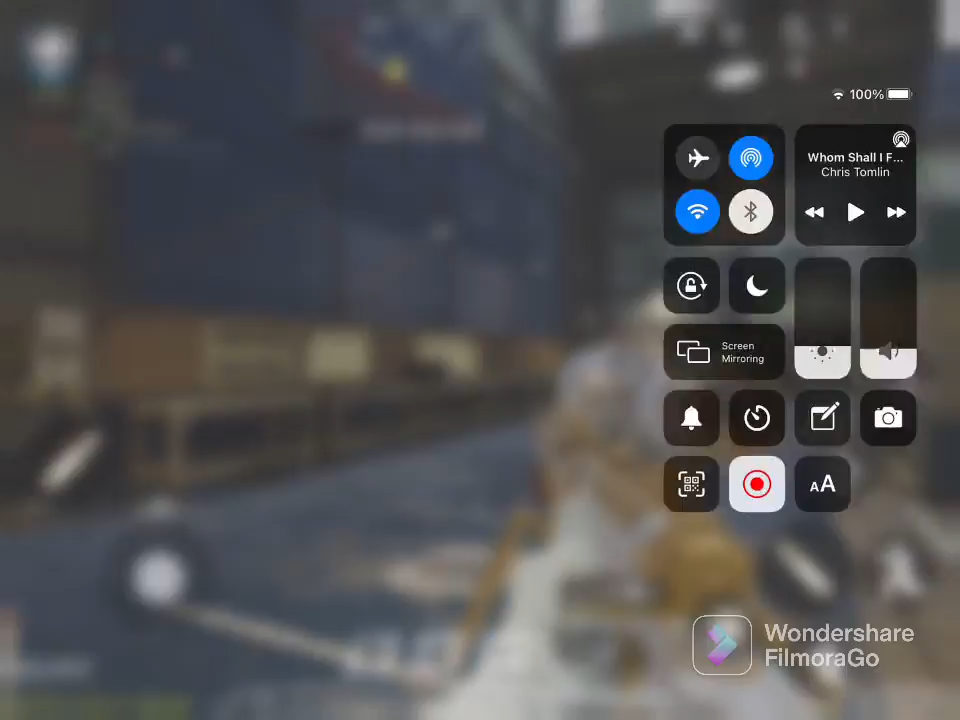 100%
Whom Shall I F...
Chris Tomlin
Screen
Mirroring
AA
Wondershare
FilmoraGo